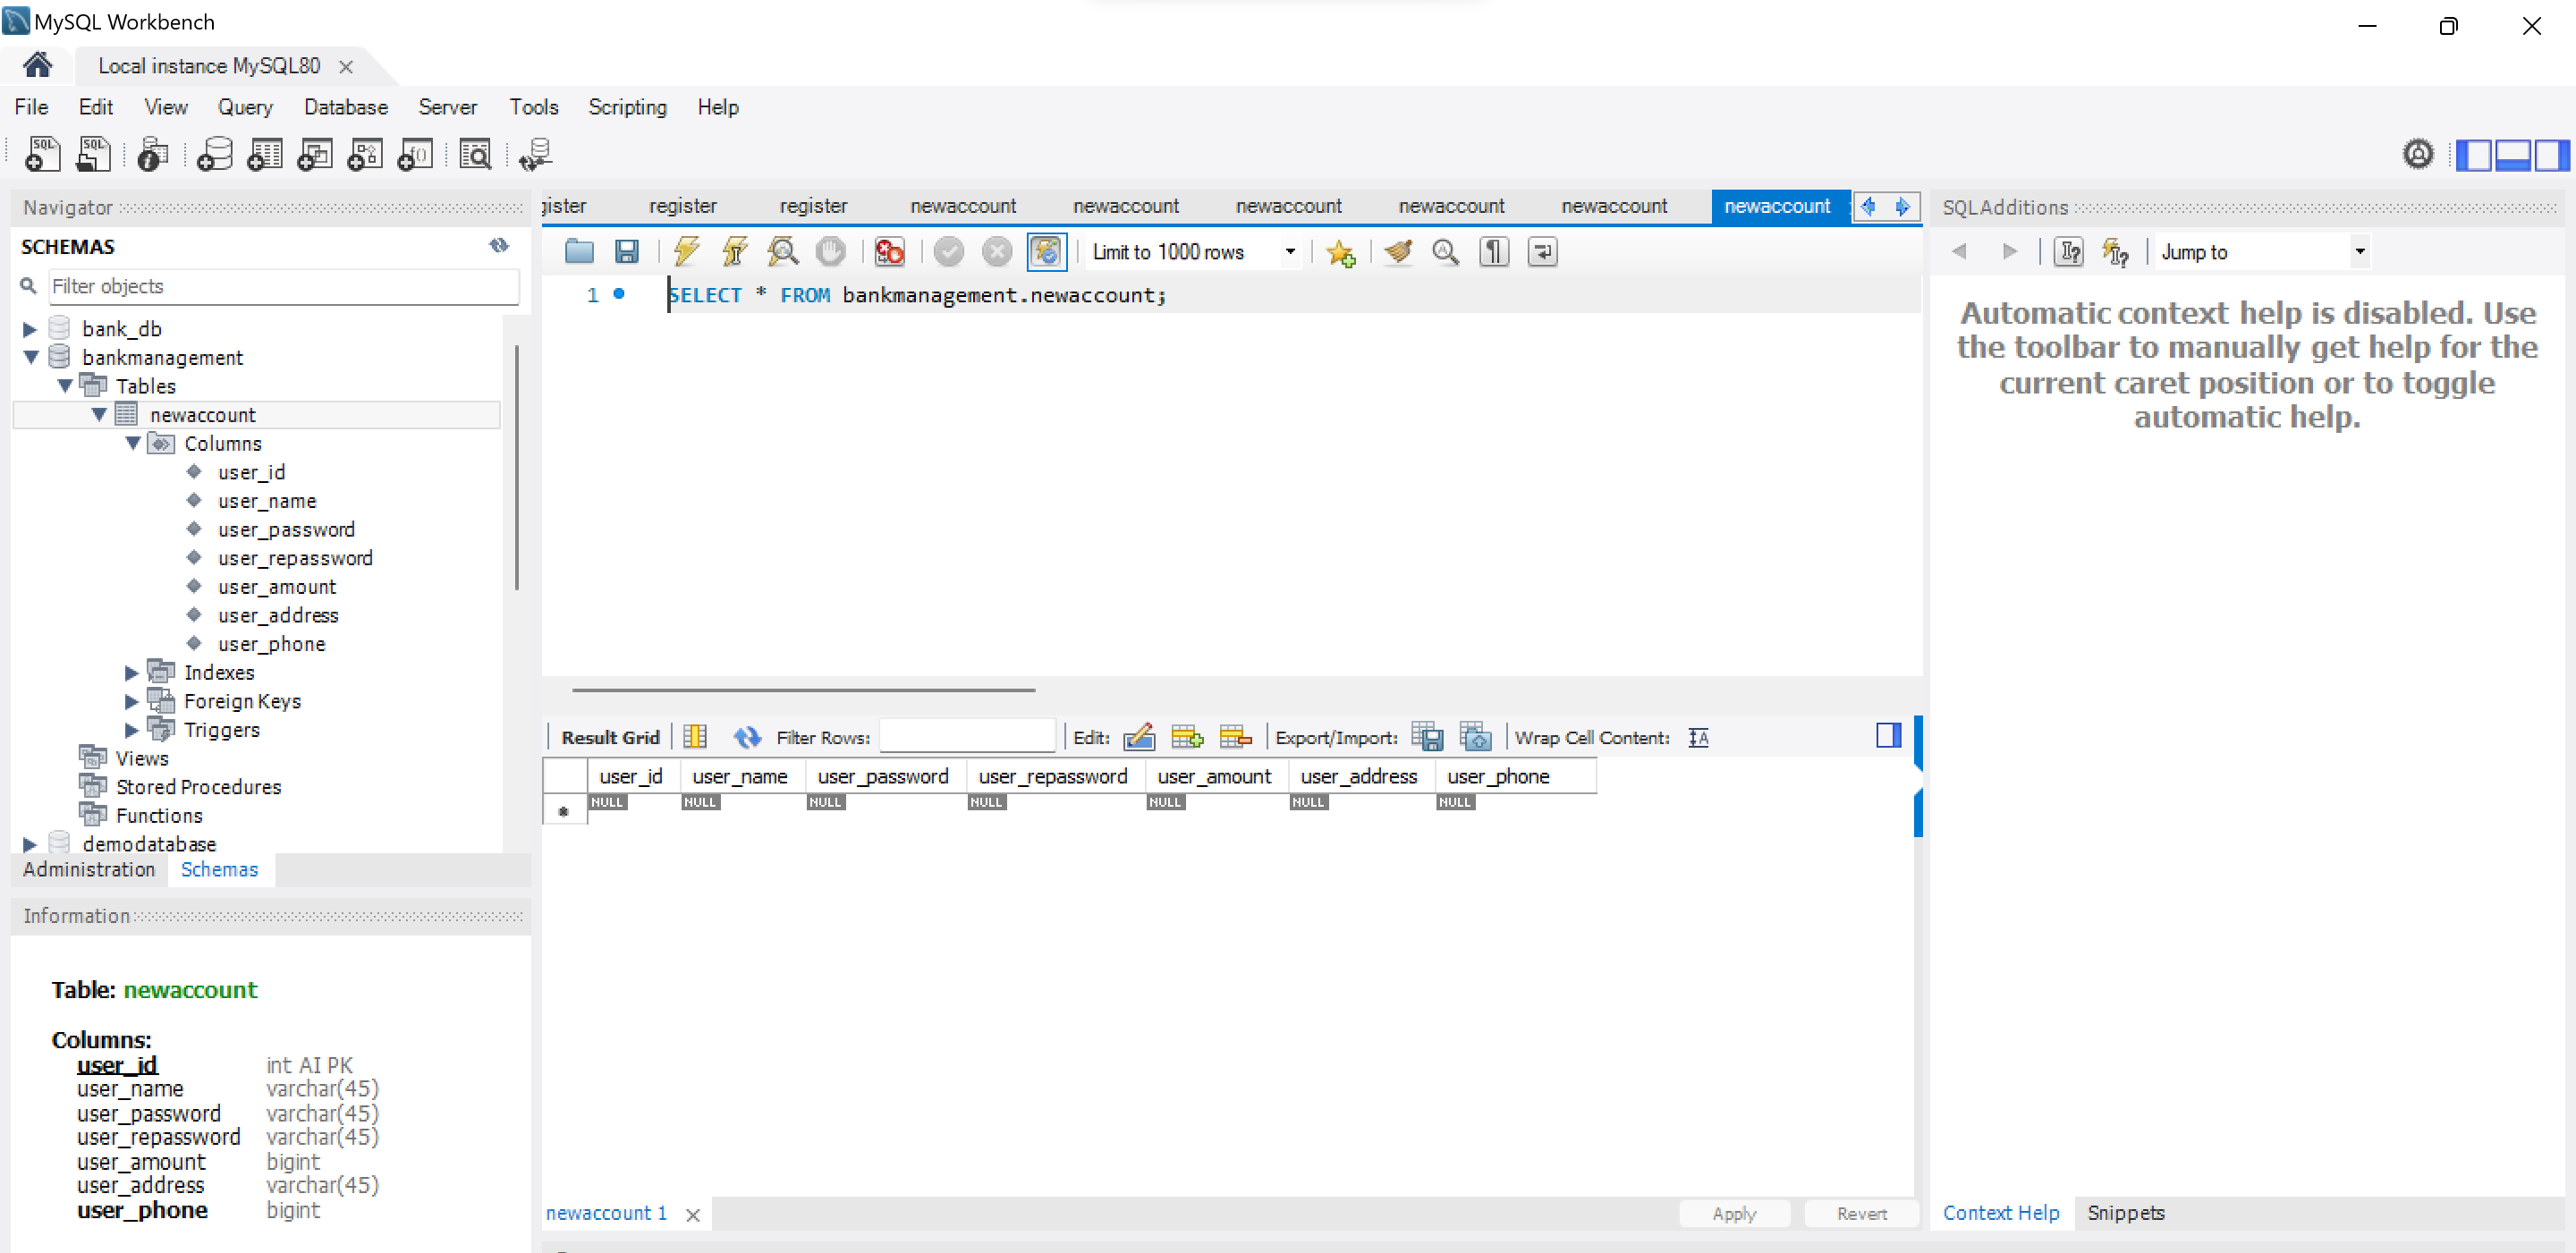 MySQL Workbench
Local instance MySQL80
File Edit View Query Database Server Tools Scripting Help
Navigator
SCHEMAS
Filter objects
bank_db
bankmanagement
Tables
newaccount
Columns
user_id
user_name
user_password
user_repassword
user_amount
user_address
user_phone
Indexes
Foreign Keys
Triggers
Views
Stored Procedures
Functions
demodatabase
Administration Schemas
Information
Table: newaccount
Columns:
user_id int AI PK
user_name varchar(45)
user_password varchar(45)
user_repassword varchar(45)
user_amount bigint
user_address varchar(45)
user_phone bigint
gister register register newaccount newaccount newaccount newaccount newaccount newaccount
Limit to 1000 rows
1 SELECT * FROM bankmanagement.newaccount;
Result Grid Filter Rows: Edit: Export/Import: Wrap Cell Content:
user_id user_name user_password user_repassword user_amount user_address user_phone
NULL NULL NULL NULL NULL NULL NULL
newaccount 1 Apply Revert
SQLAdditions
Jump to
Automatic context help is disabled. Use
the toolbar to manually get help for the
current caret position or to toggle
automatic help.
Context Help Snippets